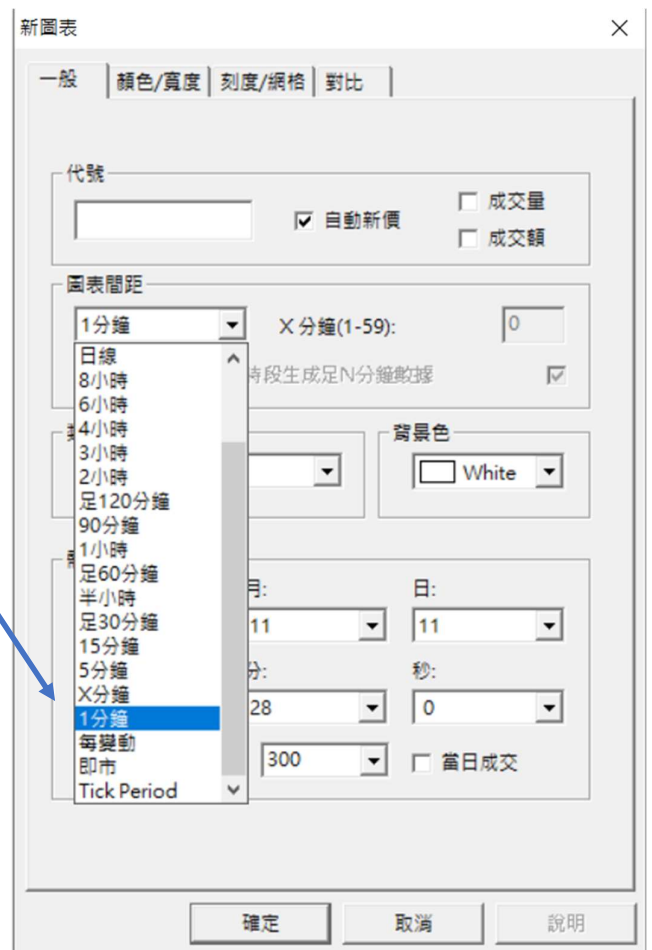 新圖表
一般 顏色/寬度 刻度/網格 對比
代號
自動新價
成交量
成交額
圖表間距
1分鐘 X 分鐘(1-59): 0
時段生成足N分鐘數據
日線
8小時
6小時
4小時
3小時
2小時
足120分鐘
90分鐘
1小時
足60分鐘
半小時
足30分鐘
15分鐘
5分鐘
X分鐘
1分鐘
每變動
即市
Tick Period
背景色
White
月: 日:
11 11
分: 秒:
28 0
300 當日成交
確定 取消 說明